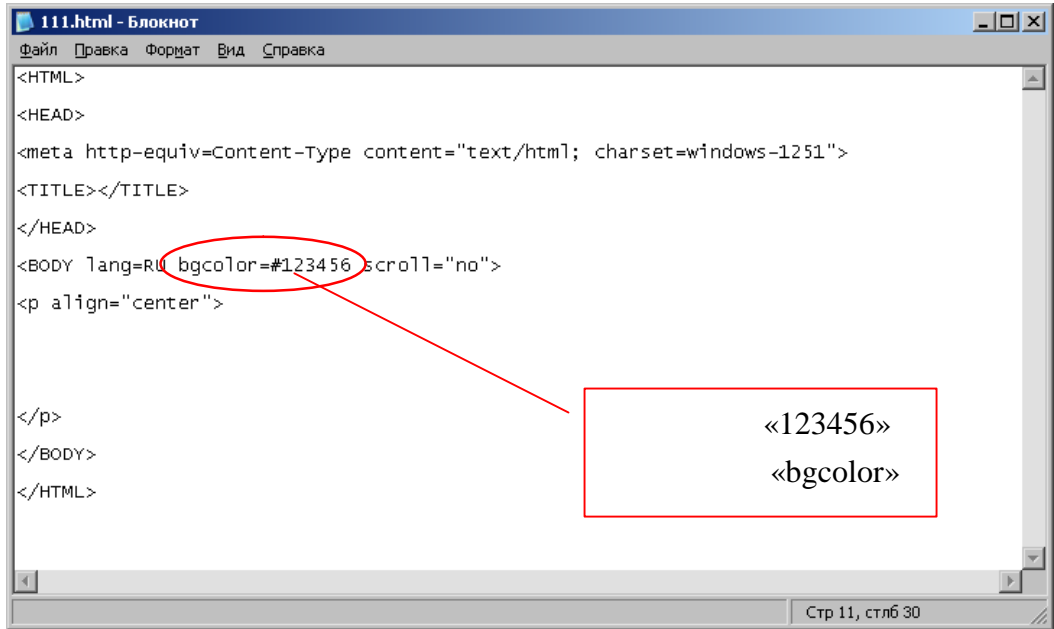 111.html - Блокнот
Файл Правка Формат Вид Справка
<HTML>
<HEAD>
<meta http-equiv=Content-Type content="text/html; charset=windows-1251">
<TITLE></TITLE>
</HEAD>
<BODY lang=RU bgcolor=#123456 scroll="no">
<p align="center">
</p>
«123456»
</BODY>
«bgcolor»
</HTML>
Стр 11, стлб 30